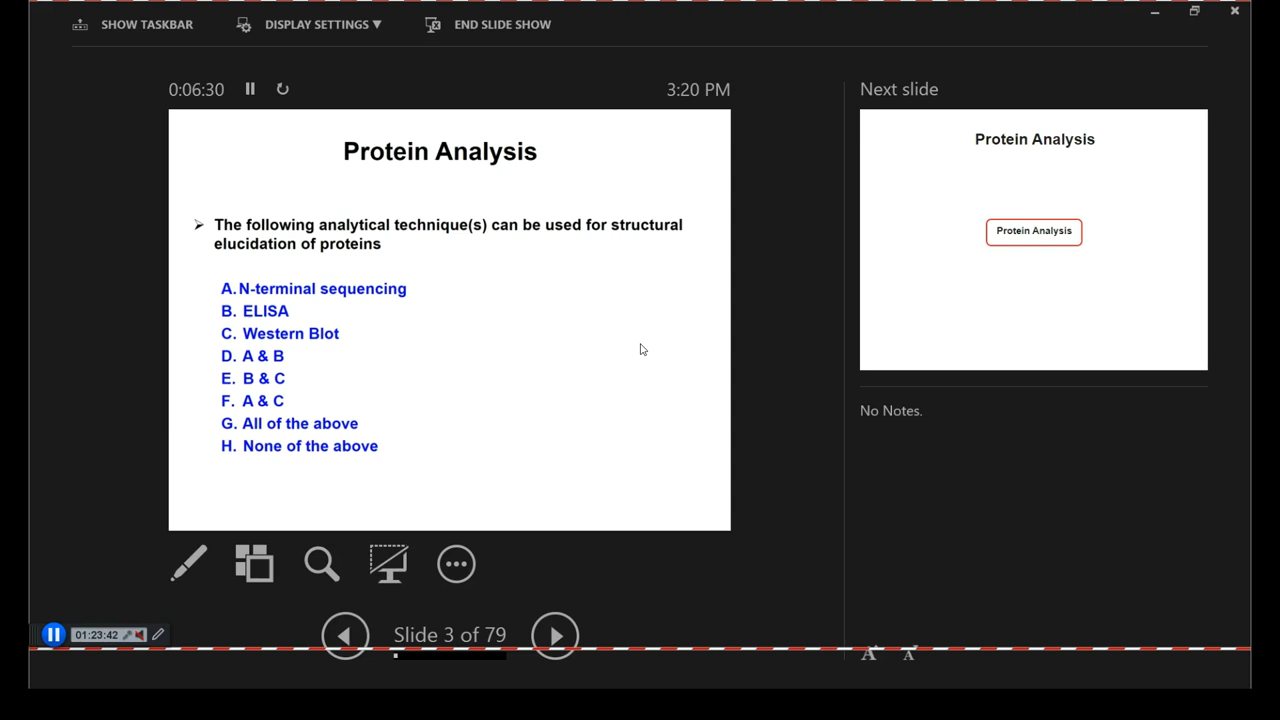 SHOW TASKBAR
DISPLAY SETTINGS ▼
END SLIDE SHOW
0:06:30
3:20 PM
Protein Analysis
➢ The following analytical technique(s) can be used for structural
elucidation of proteins
A. N-terminal sequencing
B. ELISA
C. Western Blot
D. A & B
E. B & C
F. A & C
G. All of the above
H. None of the above
Next slide
Protein Analysis
Protein Analysis
No Notes.
01:23:42
Slide 3 of 79
A A